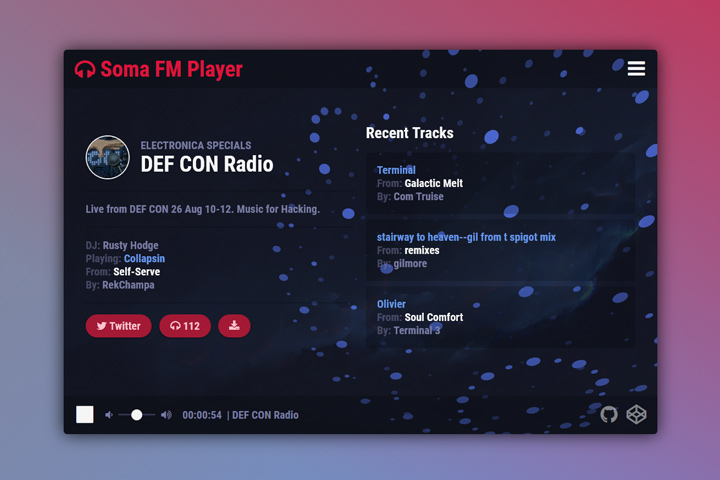 Soma FM Player
ELECTRONICA SPECIALS
DEF CON Radio
Live from DEF CON 26 Aug 10-12. Music for Hacking.
DJ: Rusty Hodge
Playing: Collapsin
From: Self-Serve
By: RekChampa
Twitter
112
Recent Tracks
Terminal
From: Galactic Melt
By: Com Truise
stairway to heaven--gil from t spigot mix
From: remixes
By: gilmore
Olivier
From: Soul Comfort
By: Terminal 3
00:00:54 | DEF CON Radio